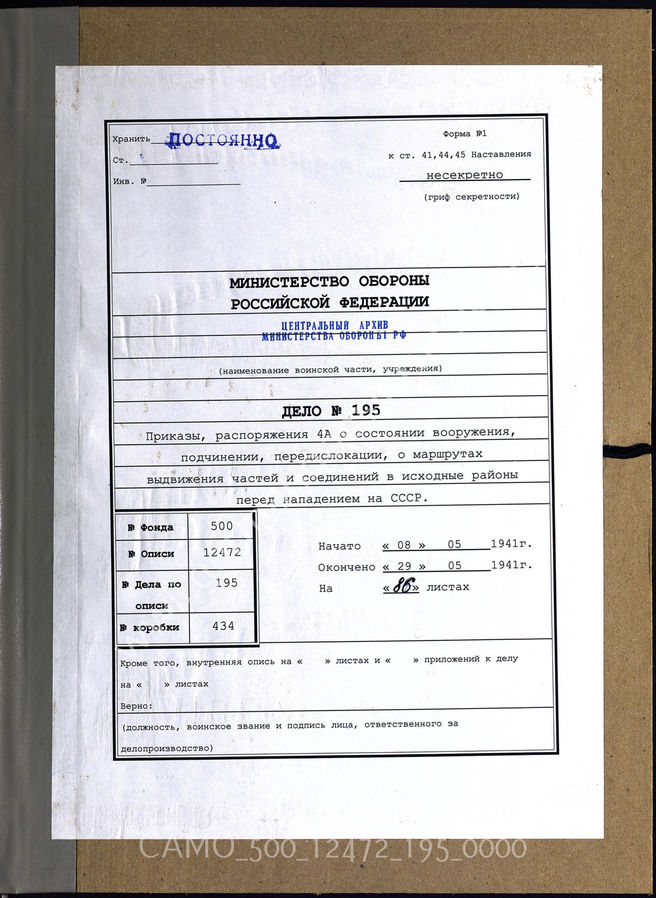 Хранить ПОСТОЯННО
Форма №1
Ст.
к ст. 41,44,45 Наставления
Инв. №
несекретно
(гриф секретности)
МИНИСТЕРСТВО ОБОРОНЫ
РОССИЙСКОЙ ФЕДЕРАЦИИ
ЦЕНТРАЛЬНЫЙ АРХИВ
МИНИСТЕРСТВА ОБОРОНЫ РФ
(наименование воинской части, учреждения)
ДЕЛО № 195
Приказы, распоряжения 4А о состоянии вооружения,
подчинении, передислокации, о маршрутах
выдвижения частей и соединений в исходные районы
перед нападением на СССР.
№ Фонда 500
№ Описи 12472
№ Дела по описи 195
№ коробки 434
Начато « 08 » 05 1941г.
Окончено « 29 » 05 1941г.
На «86» листах
Кроме того, внутренняя опись на « » листах и « » приложений к делу
на « » листах
Верно:
(должность, воинское звание и подпись лица, ответственного за
делопроизводство)
CAMO_500_12472_195_0000